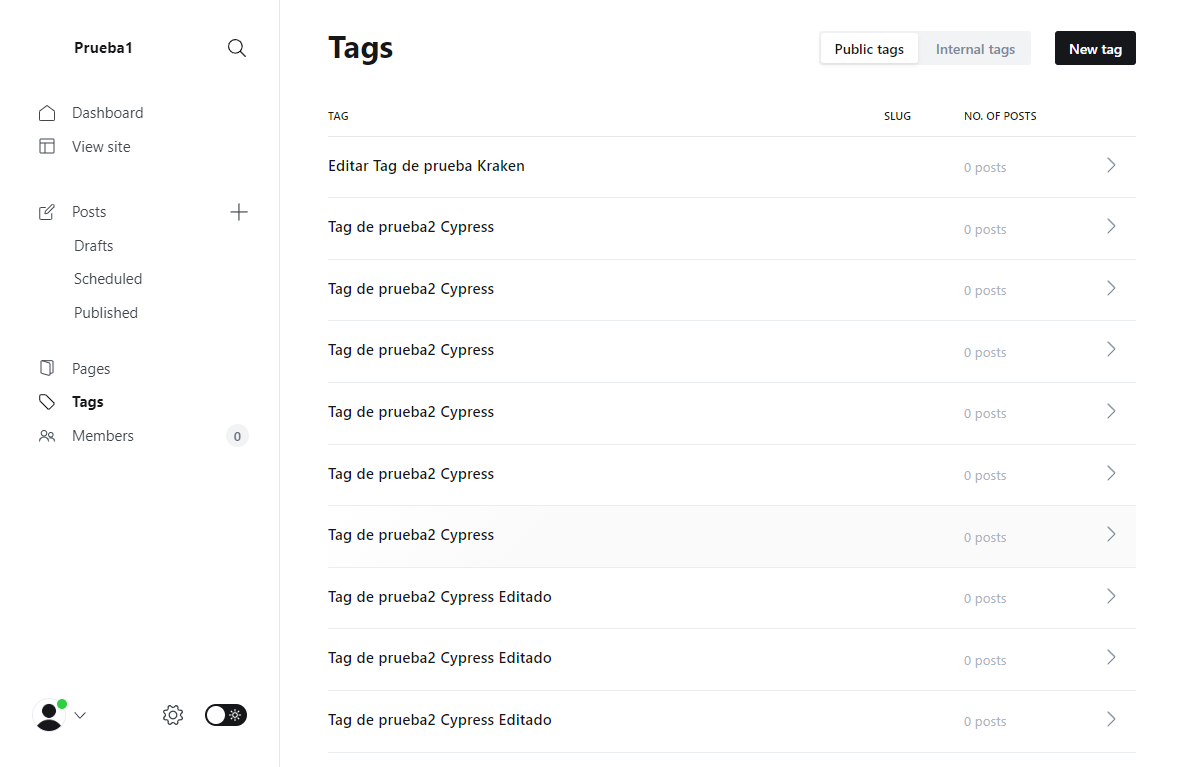 Prueba1
Dashboard
View site
Posts
Drafts
Scheduled
Published
Pages
Tags
Members
0
Tags
Public tags
Internal tags
New tag
TAG SLUG NO. OF POSTS
Editar Tag de prueba Kraken 0 posts
Tag de prueba2 Cypress 0 posts
Tag de prueba2 Cypress 0 posts
Tag de prueba2 Cypress 0 posts
Tag de prueba2 Cypress 0 posts
Tag de prueba2 Cypress 0 posts
Tag de prueba2 Cypress 0 posts
Tag de prueba2 Cypress Editado 0 posts
Tag de prueba2 Cypress Editado 0 posts
Tag de prueba2 Cypress Editado 0 posts